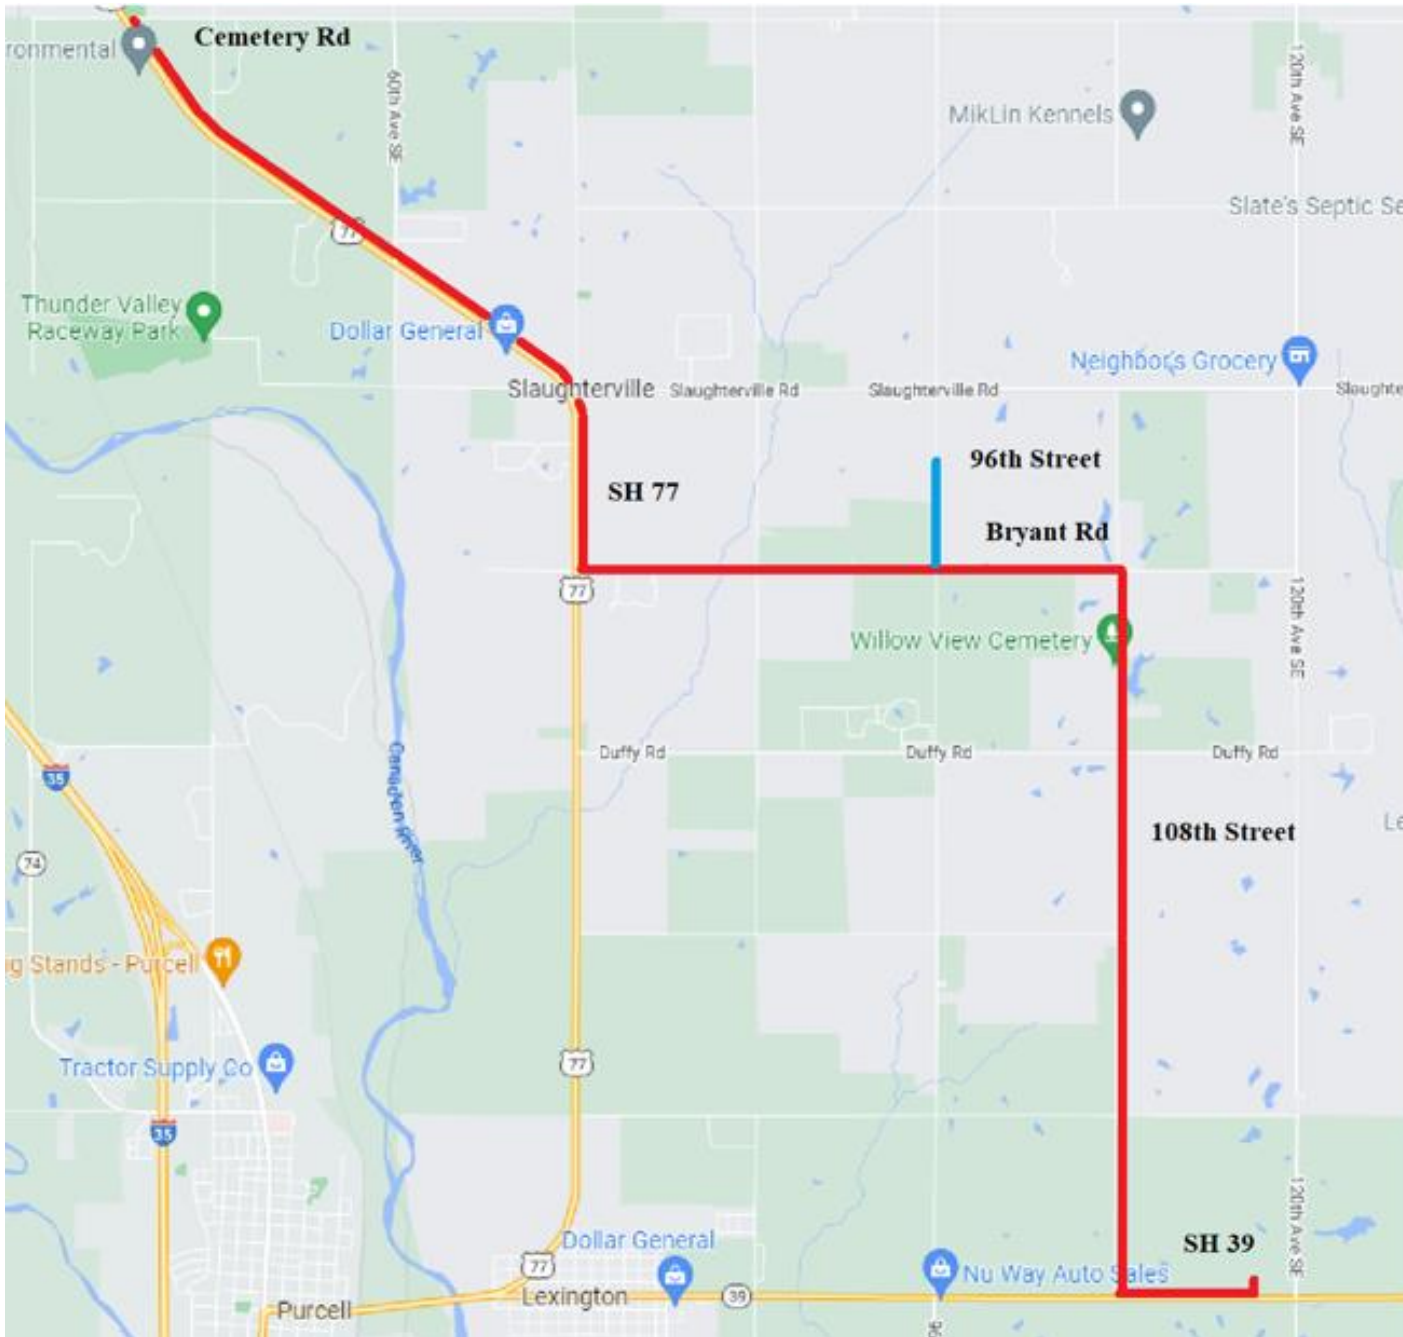 Cemetery Rd
ronmental
60th Ave SE
120th Ave SE
MikLin Kennels
Slate's Septic Se
77
Thunder Valley
Raceway Park
Dollar General
Neighbor's Grocery
Slaughterville
Slaughterville Rd
Slaughterville Rd
Slaughte
96th Street
SH 77
Bryant Rd
77
120th Ave SE
Willow View Cemetery
Duffy Rd
Duffy Rd
Duffy Rd
35
Canadian River
108th Street
Le
74
g Stands - Purcell
77
Tractor Supply Co
35
120th Ave SE
Dollar General
SH 39
77
Nu Way Auto Sales
Lexington
39
Purcell